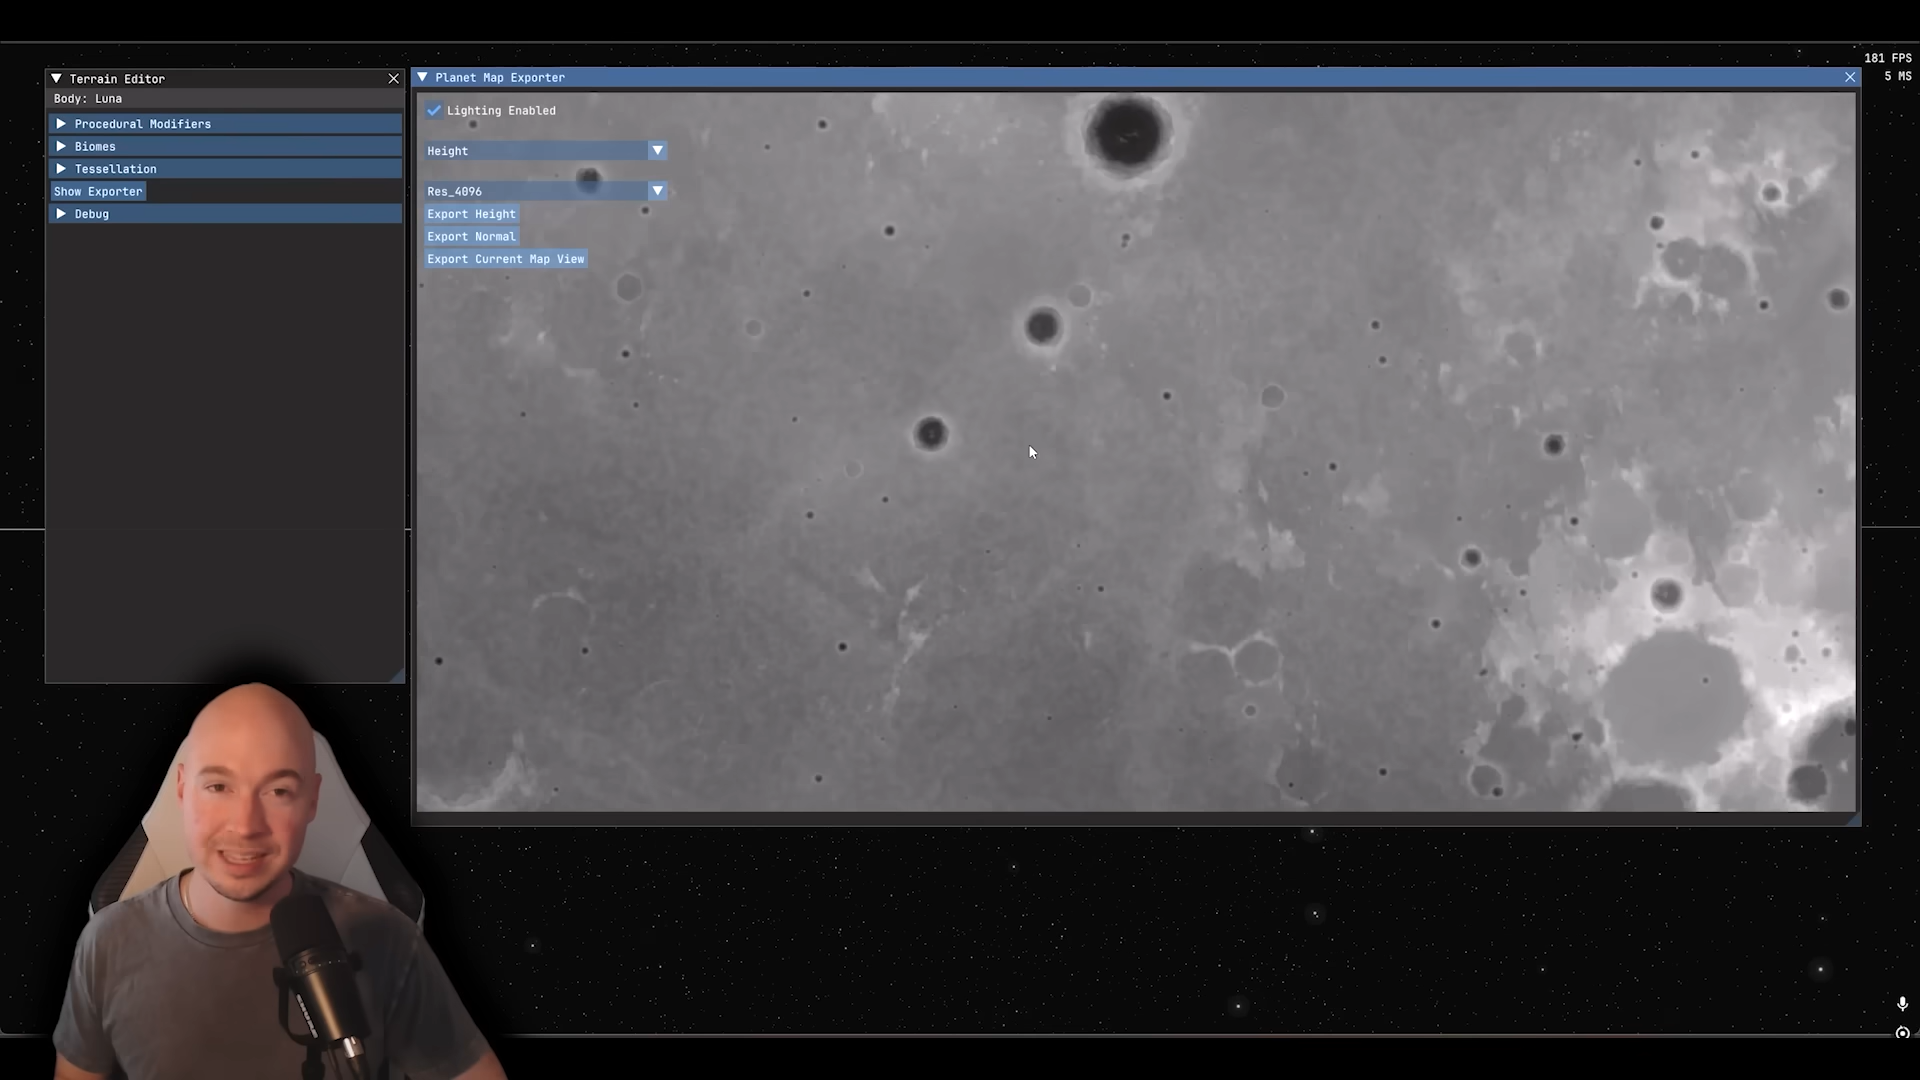 181 FPS
5 MS
Terrain Editor
Body: Luna
Procedural Modifiers
Biomes
Tessellation
Show Exporter
Debug
Planet Map Exporter
Lighting Enabled
Height
Res_4096
Export Height
Export Normal
Export Current Map View